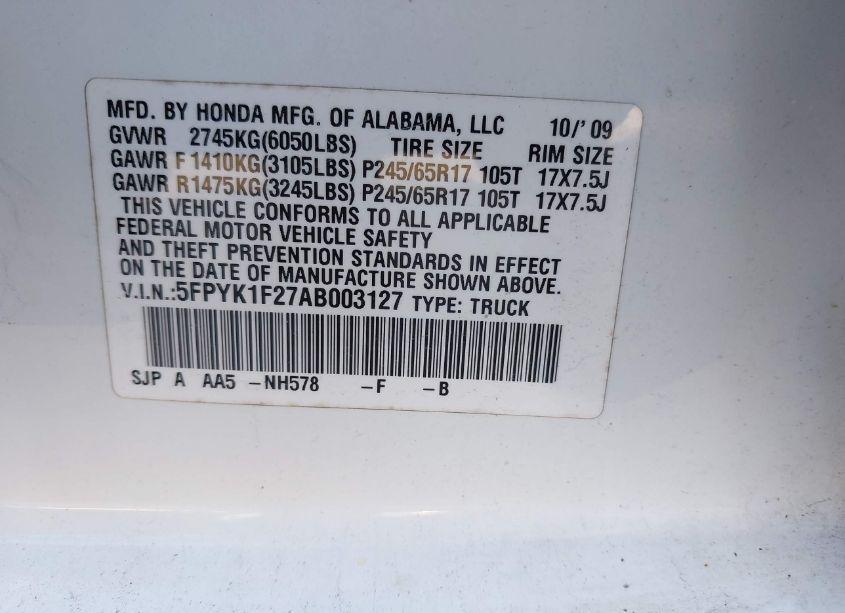 MFD. BY HONDA MFG. OF ALABAMA, LLC 10/'09
GVWR 2745KG(6050LBS) TIRE SIZE RIM SIZE
GAWR F 1410KG(3105LBS) P245/65R17 105T 17X7.5J
GAWR R1475KG(3245LBS) P245/65R17 105T 17X7.5J
THIS VEHICLE CONFORMS TO ALL APPLICABLE
FEDERAL MOTOR VEHICLE SAFETY
AND THEFT PREVENTION STANDARDS IN EFFECT
ON THE DATE OF MANUFACTURE SHOWN ABOVE.
V.I.N.:5FPYK1F27AB003127 TYPE: TRUCK
SJP A AA5 -NH578 -F -B